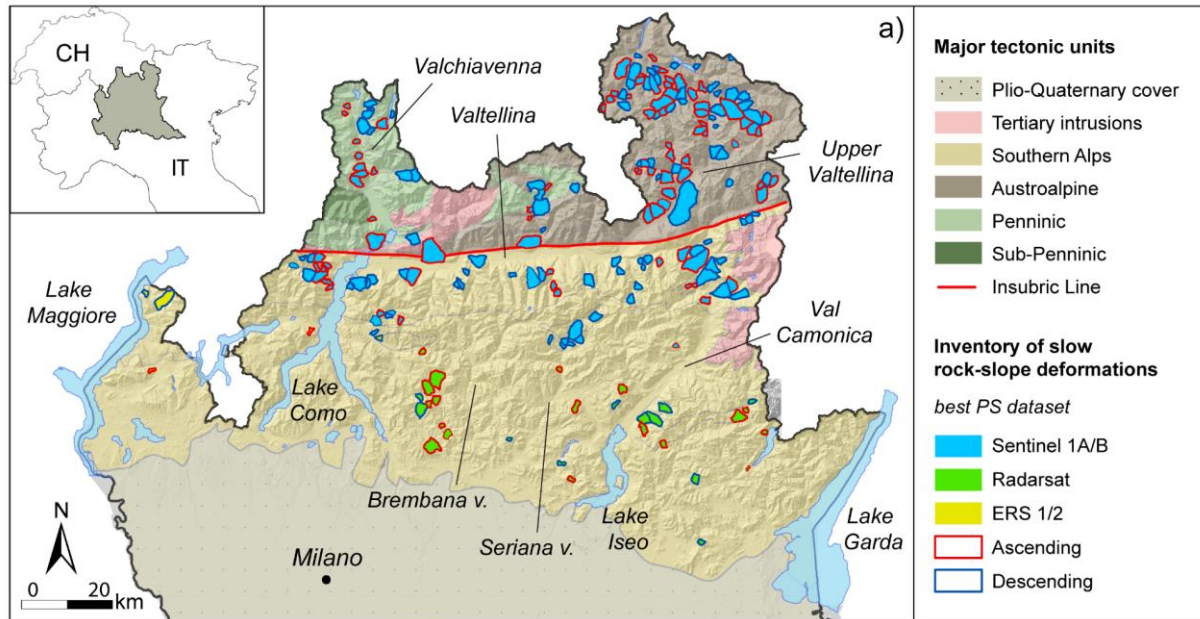 CH
IT
a)
Valchiavenna
Valtellina
Upper
Valtellina
Lake
Maggiore
Val
Camonica
Lake
Como
Brembana v.
Seriana v.
Lake
Iseo
Lake
Garda
Milano
N
0 20
km
Major tectonic units
Plio-Quaternary cover
Tertiary intrusions
Southern Alps
Austroalpine
Penninic
Sub-Penninic
Insubric Line
Inventory of slow
rock-slope deformations
best PS dataset
Sentinel 1A/B
Radarsat
ERS 1/2
Ascending
Descending